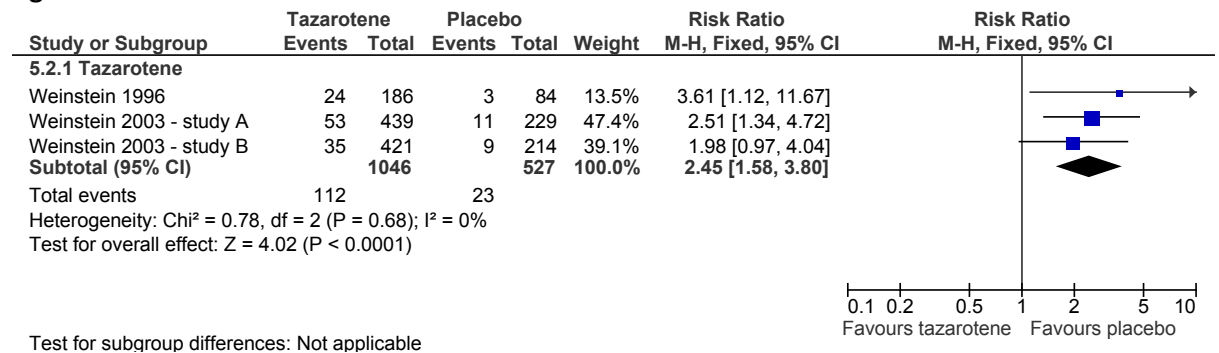 Tazarotene Placebo Risk Ratio Risk Ratio
Study or Subgroup Events Total Events Total Weight M-H, Fixed, 95% CI M-H, Fixed, 95% CI
5.2.1 Tazarotene
Weinstein 1996 24 186 3 84 13.5% 3.61 [1.12, 11.67]
Weinstein 2003 - study A 53 439 11 229 47.4% 2.51 [1.34, 4.72]
Weinstein 2003 - study B 35 421 9 214 39.1% 1.98 [0.97, 4.04]
Subtotal (95% CI) 1046 527 100.0% 2.45 [1.58, 3.80]
Total events 112 23
Heterogeneity: Chi² = 0.78, df = 2 (P = 0.68); I² = 0%
Test for overall effect: Z = 4.02 (P < 0.0001)
0.1 0.2 0.5 1 2 5 10
Favours tazarotene Favours placebo
Test for subgroup differences: Not applicable